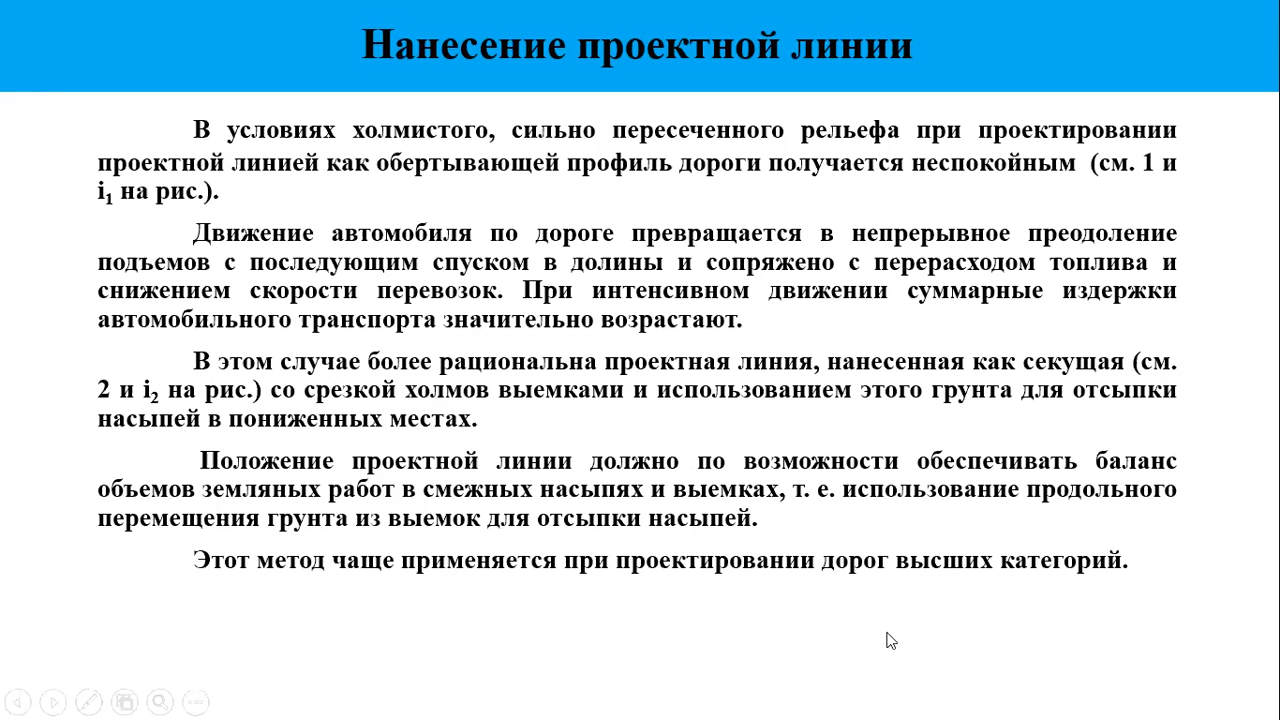 Нанесение проектной линии
В условиях холмистого, сильно пересеченного рельефа при проектировании
проектной линией как обертывающей профиль дороги получается неспокойным (см. 1 и
i₁ на рис.).
Движение автомобиля по дороге превращается в непрерывное преодоление
подъемов с последующим спуском в долины и сопряжено с перерасходом топлива и
снижением скорости перевозок. При интенсивном движении суммарные издержки
автомобильного транспорта значительно возрастают.
В этом случае более рациональна проектная линия, нанесенная как секущая (см.
2 и i₂ на рис.) со срезкой холмов выемками и использованием этого грунта для отсыпки
насыпей в пониженных местах.
Положение проектной линии должно по возможности обеспечивать баланс
объемов земляных работ в смежных насыпях и выемках, т. е. использование продольного
перемещения грунта из выемок для отсыпки насыпей.
Этот метод чаще применяется при проектировании дорог высших категорий.